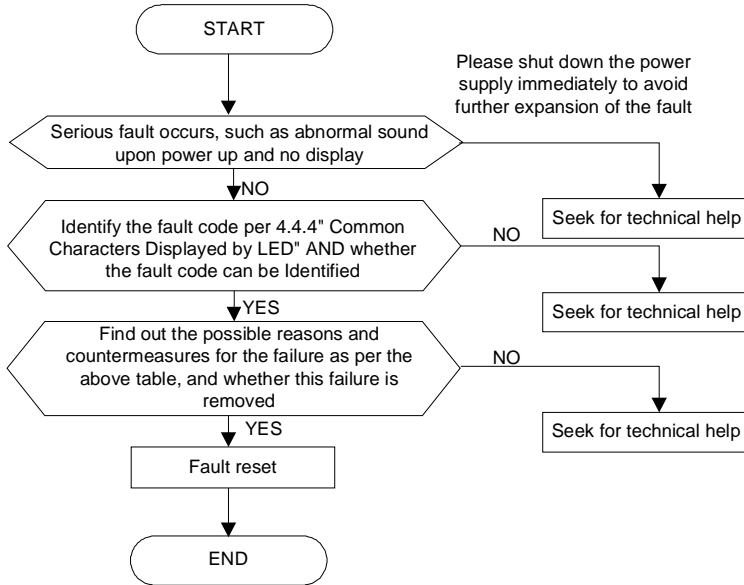 START
Please shut down the power
supply immediately to avoid
further expansion of the fault
Serious fault occurs, such as abnormal sound
upon power up and no display
NO
Seek for technical help
Identify the fault code per 4.4.4" Common
Characters Displayed by LED" AND whether
the fault code can be Identified
NO
YES
Seek for technical help
Find out the possible reasons and
countermeasures for the failure as per the
above table, and whether this failure is
removed
NO
YES
Seek for technical help
Fault reset
END